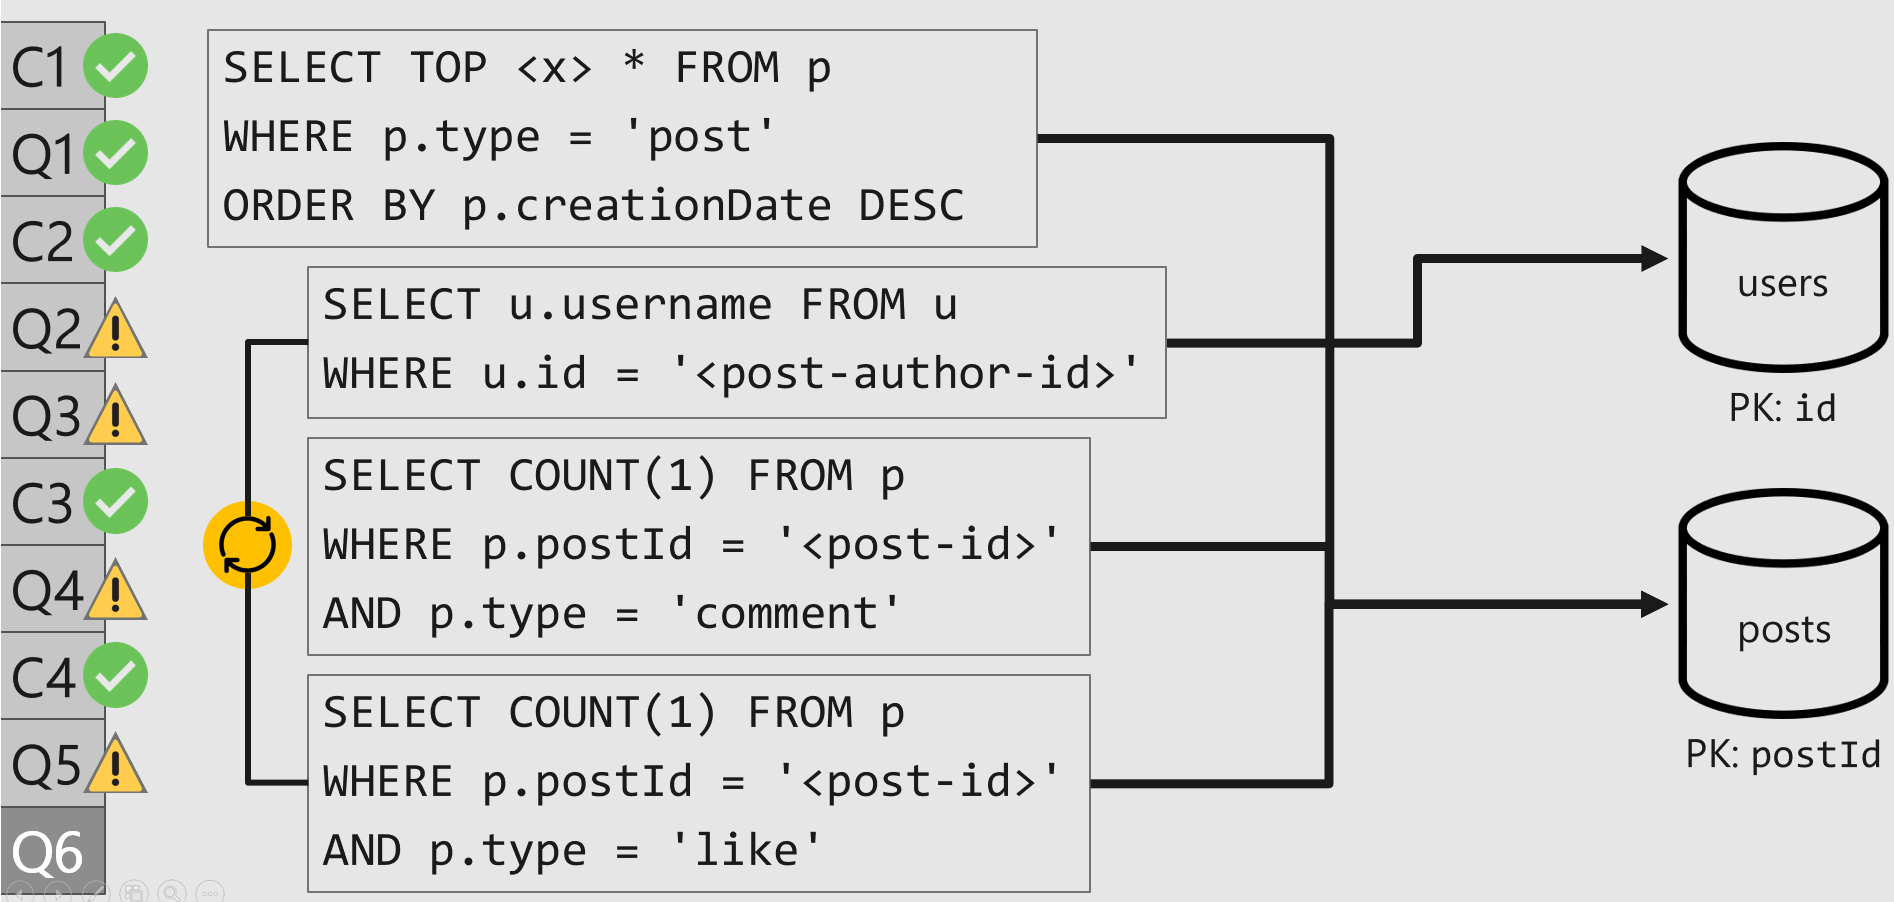 C1
Q1
C2
Q2
Q3
C3
Q4
C4
Q5
Q6
SELECT TOP <x> * FROM p
WHERE p.type = 'post'
ORDER BY p.creationDate DESC
SELECT u.username FROM u
WHERE u.id = '<post-author-id>'
SELECT COUNT(1) FROM p
WHERE p.postId = '<post-id>'
AND p.type = 'comment'
SELECT COUNT(1) FROM p
WHERE p.postId = '<post-id>'
AND p.type = 'like'
users
PK: id
posts
PK: postId